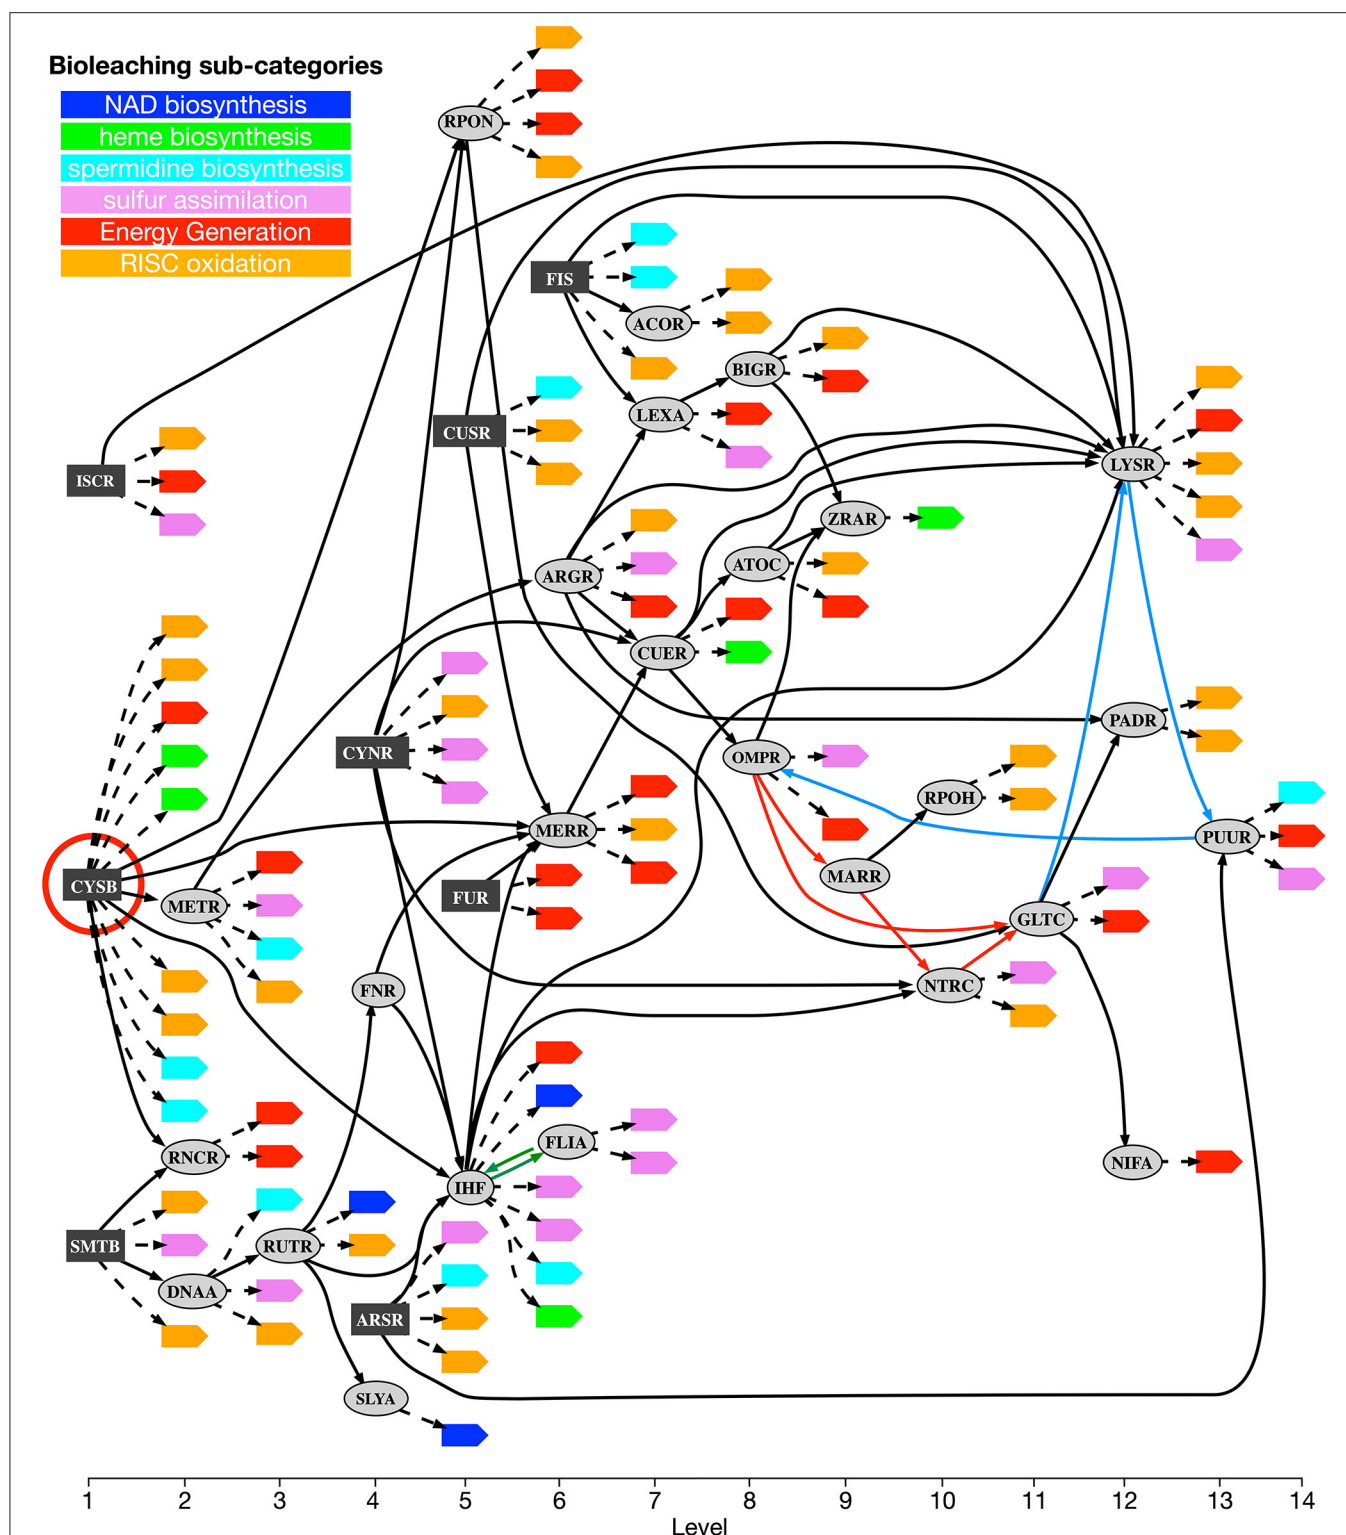 Bioleaching sub-categories
NAD biosynthesis
heme biosynthesis
spermidine biosynthesis
sulfur assimilation
Energy Generation
RISC oxidation
RPON
FIS
ACOR
BIGR
LEXA
CUSR
LYSR
ISCR
ZRAR
ATOC
ARGR
CUER
PADR
CYNR
OMPR
RPOH
MERR
PUUR
MARR
CYSB
FUR
METR
GLTC
FNR
NTRC
FLIA
RNCR
NIFA
IHF
SMTB
RUTR
DNAA
ARSR
SLYA
1 2 3 4 5 6 7 8 9 10 11 12 13 14
Level